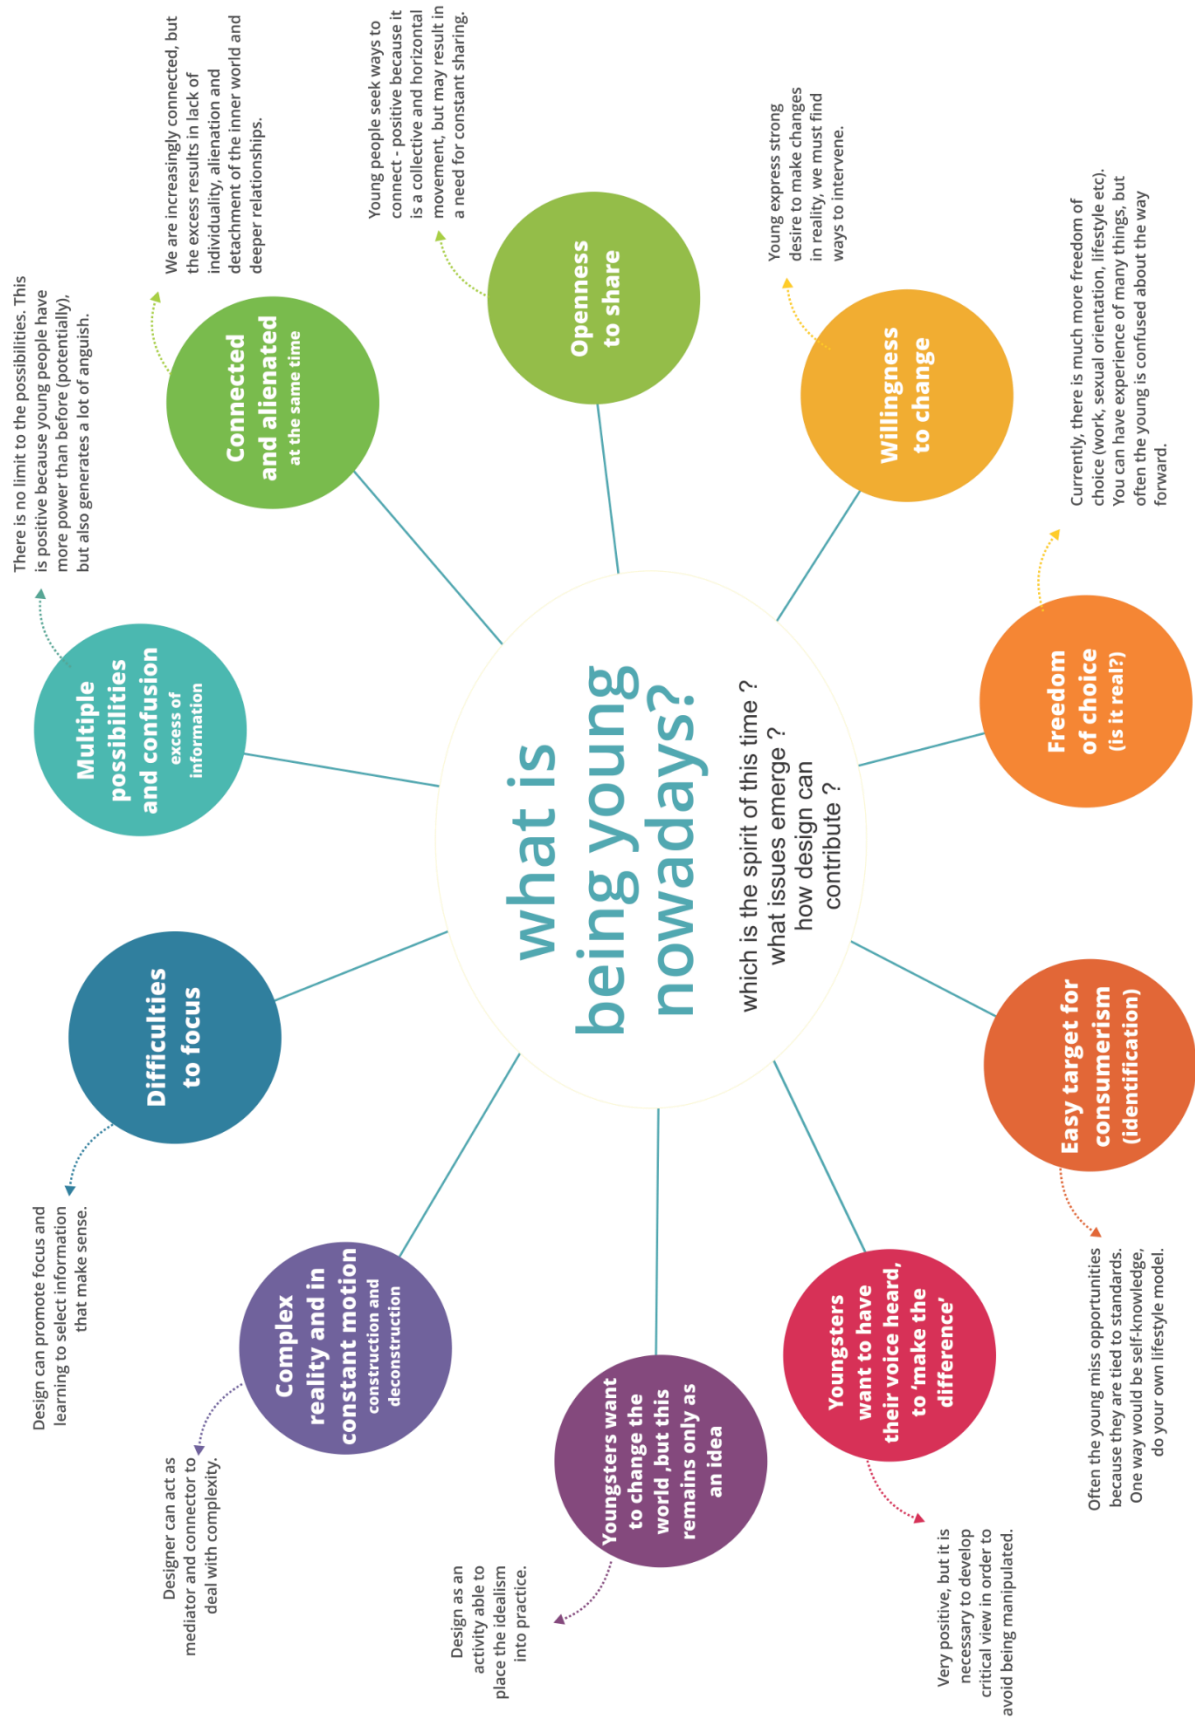 what is
being young
nowadays?
which is the spirit of this time ?
what issues emerge ?
how design can
contribute ?
Multiple
possibilities
and confusion
excess of
information
There is no limit to the possibilities. This
is positive because young people have
more power than before (potentially),
but also generates a lot of anguish.
Connected
and alienated
at the same time
We are increasingly connected, but
the excess results in lack of
individuality, alienation and
detachment of the inner world and
deeper relationships.
Openness
to share
Young people seek ways to
connect - positive because it
is a collective and horizontal
movement, but may result in
a need for constant sharing.
Willingness
to change
Young express strong
desire to make changes
in reality, we must find
ways to intervene.
Freedom
of choice
(is it real?)
Currently, there is much more freedom of
choice (work, sexual orientation, lifestyle etc).
You can have experience of many things, but
often the young is confused about the way
forward.
Easy target for
consumerism
(identification)
Often the young miss opportunities
because they are tied to standards.
One way would be self-knowledge,
do your own lifestyle model.
Youngsters
want to have
their voice heard,
to ‘make the
difference’
Very positive, but it is
necessary to develop
critical view in order to
avoid being manipulated.
Youngsters want
to change the
world ,but this
remains only as
an idea
Design as an
activity able to
place the idealism
into practice.
Complex
reality and in
constant motion
construction and
deconstruction
Designer can act as
mediator and connector to
deal with complexity.
Difficulties
to focus
Design can promote focus and
learning to select information
that make sense.